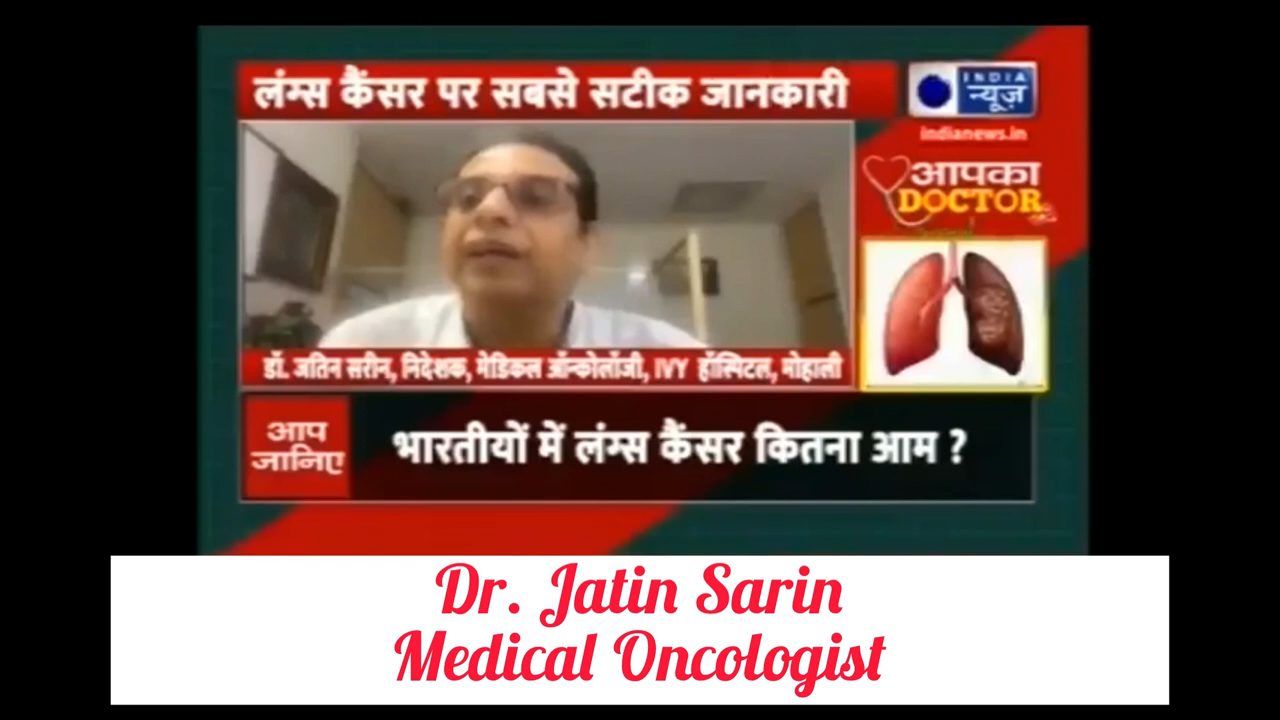 लंग्स कैंसर पर सबसे सटीक जानकारी
INDIA
न्यूज़
indianews.in
आपका
DOCTOR
डॉ. जतिन सरीन, निदेशक, मेडिकल ऑन्कोलॉजी, IVY हॉस्पिटल, मोहाली
आप
जानिए
भारतीयों में लंग्स कैंसर कितना आम ?
Dr. Jatin Sarin
Medical Oncologist